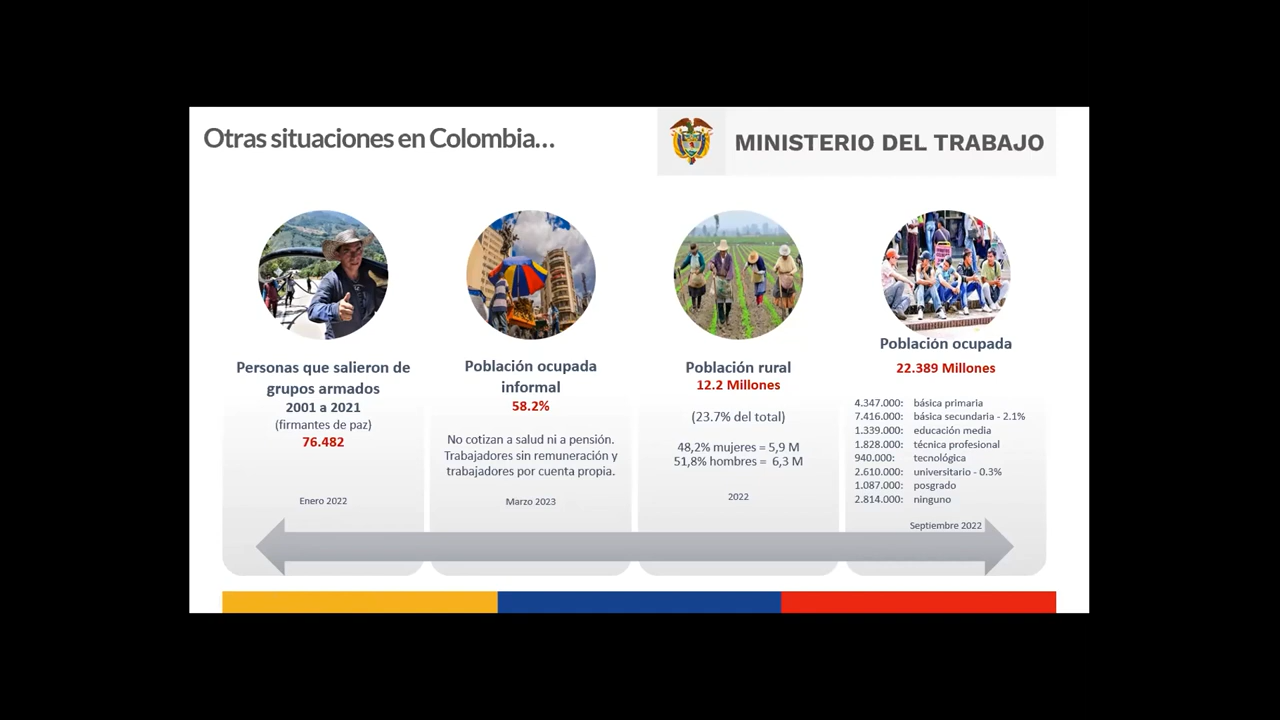 Otras situaciones en Colombia...
MINISTERIO DEL TRABAJO
Personas que salieron de
grupos armados
2001 a 2021
(firmantes de paz)
76.482
Enero 2022
Población ocupada
informal
58.2%
No cotizan a salud ni a pensión.
Trabajadores sin remuneración y
trabajadores por cuenta propia.
Marzo 2023
Población rural
12.2 Millones
(23.7% del total)
48,2% mujeres = 5,9 M
51,8% hombres = 6,3 M
2022
Población ocupada
22.389 Millones
4.347.000: básica primaria
7.416.000: básica secundaria - 2.1%
1.339.000: educación media
1.828.000: técnica profesional
940.000: tecnológica
2.610.000: universitario - 0.3%
1.087.000: posgrado
2.814.000: ninguno
Septiembre 2022